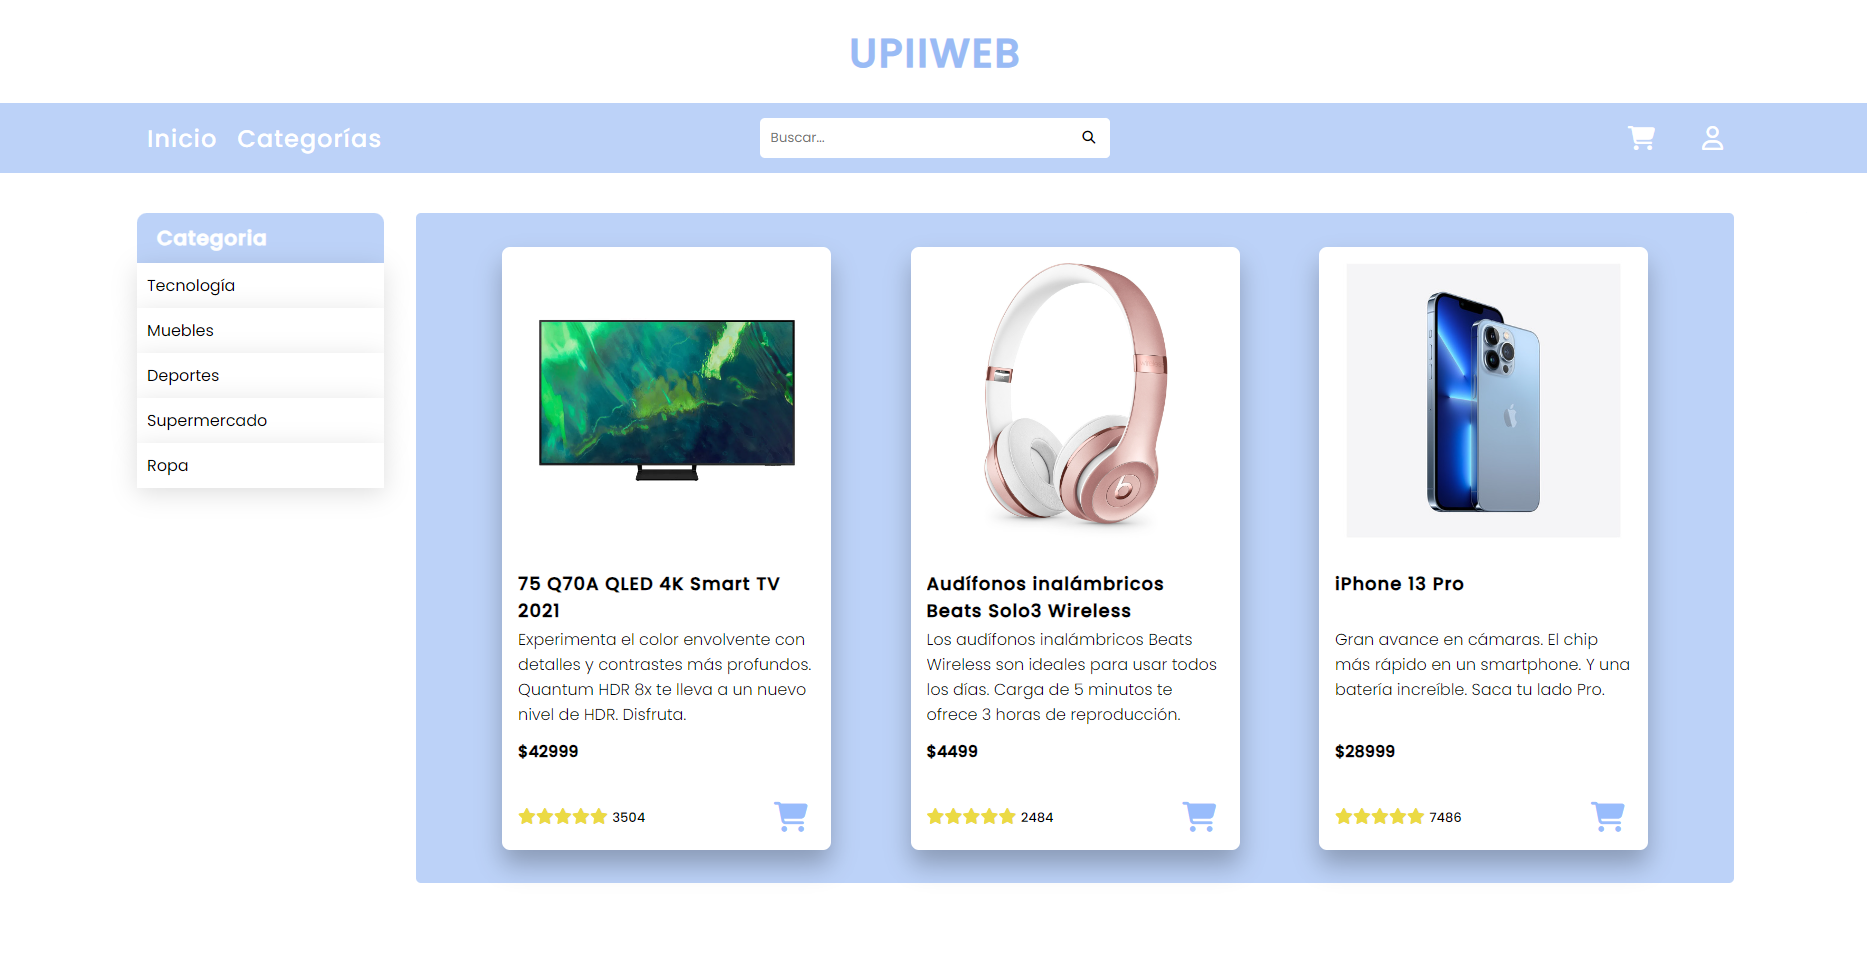 UPIIWEB
Inicio Categorías
Buscar...
Categoria
Tecnología
Muebles
Deportes
Supermercado
Ropa
75 Q70A QLED 4K Smart TV
2021
Experimenta el color envolvente con
detalles y contrastes más profundos.
Quantum HDR 8x te lleva a un nuevo
nivel de HDR. Disfruta.
$42999
3504
Audífonos inalámbricos
Beats Solo3 Wireless
Los audífonos inalámbricos Beats
Wireless son ideales para usar todos
los días. Carga de 5 minutos te
ofrece 3 horas de reproducción.
$4499
2484
iPhone 13 Pro
Gran avance en cámaras. El chip
más rápido en un smartphone. Y una
batería increíble. Saca tu lado Pro.
$28999
7486